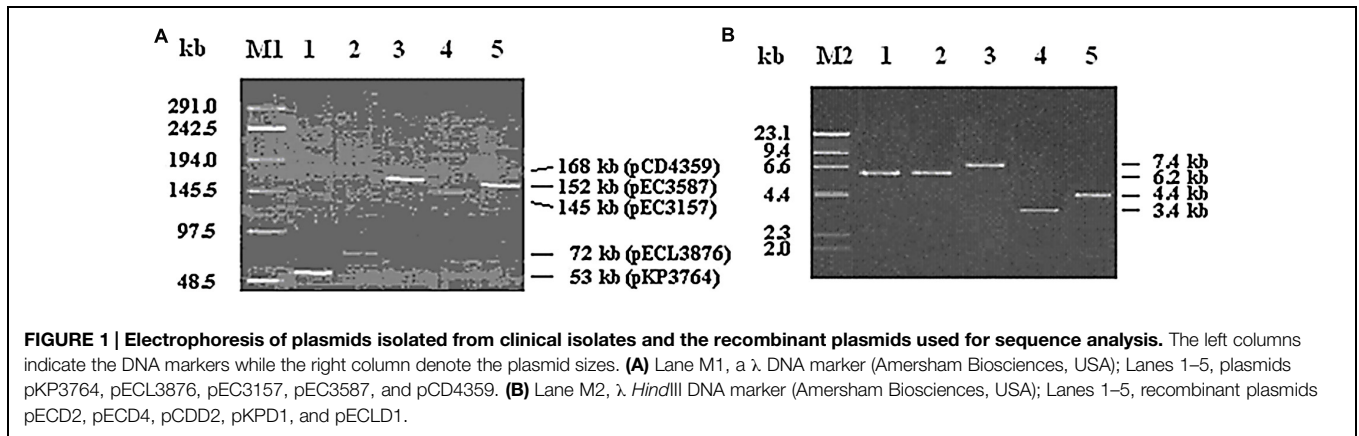 A
kb M1 1 2 3 4 5
291.0
242.5
194.0
145.5
97.5
48.5
168 kb (pCD4359)
152 kb (pEC3587)
145 kb (pEC3157)
72 kb (pECL3876)
53 kb (pKP3764)
B
kb M2 1 2 3 4 5
23.1
9.4
6.6
4.4
2.3
2.0
7.4 kb
6.2 kb
4.4 kb
3.4 kb
FIGURE 1 | Electrophoresis of plasmids isolated from clinical isolates and the recombinant plasmids used for sequence analysis. The left columns
indicate the DNA markers while the right column denote the plasmid sizes. (A) Lane M1, a λ DNA marker (Amersham Biosciences, USA); Lanes 1–5, plasmids
pKP3764, pECL3876, pEC3157, pEC3587, and pCD4359. (B) Lane M2, λ HindIII DNA marker (Amersham Biosciences, USA); Lanes 1–5, recombinant plasmids
pECD2, pECD4, pCDD2, pKPD1, and pECLD1.